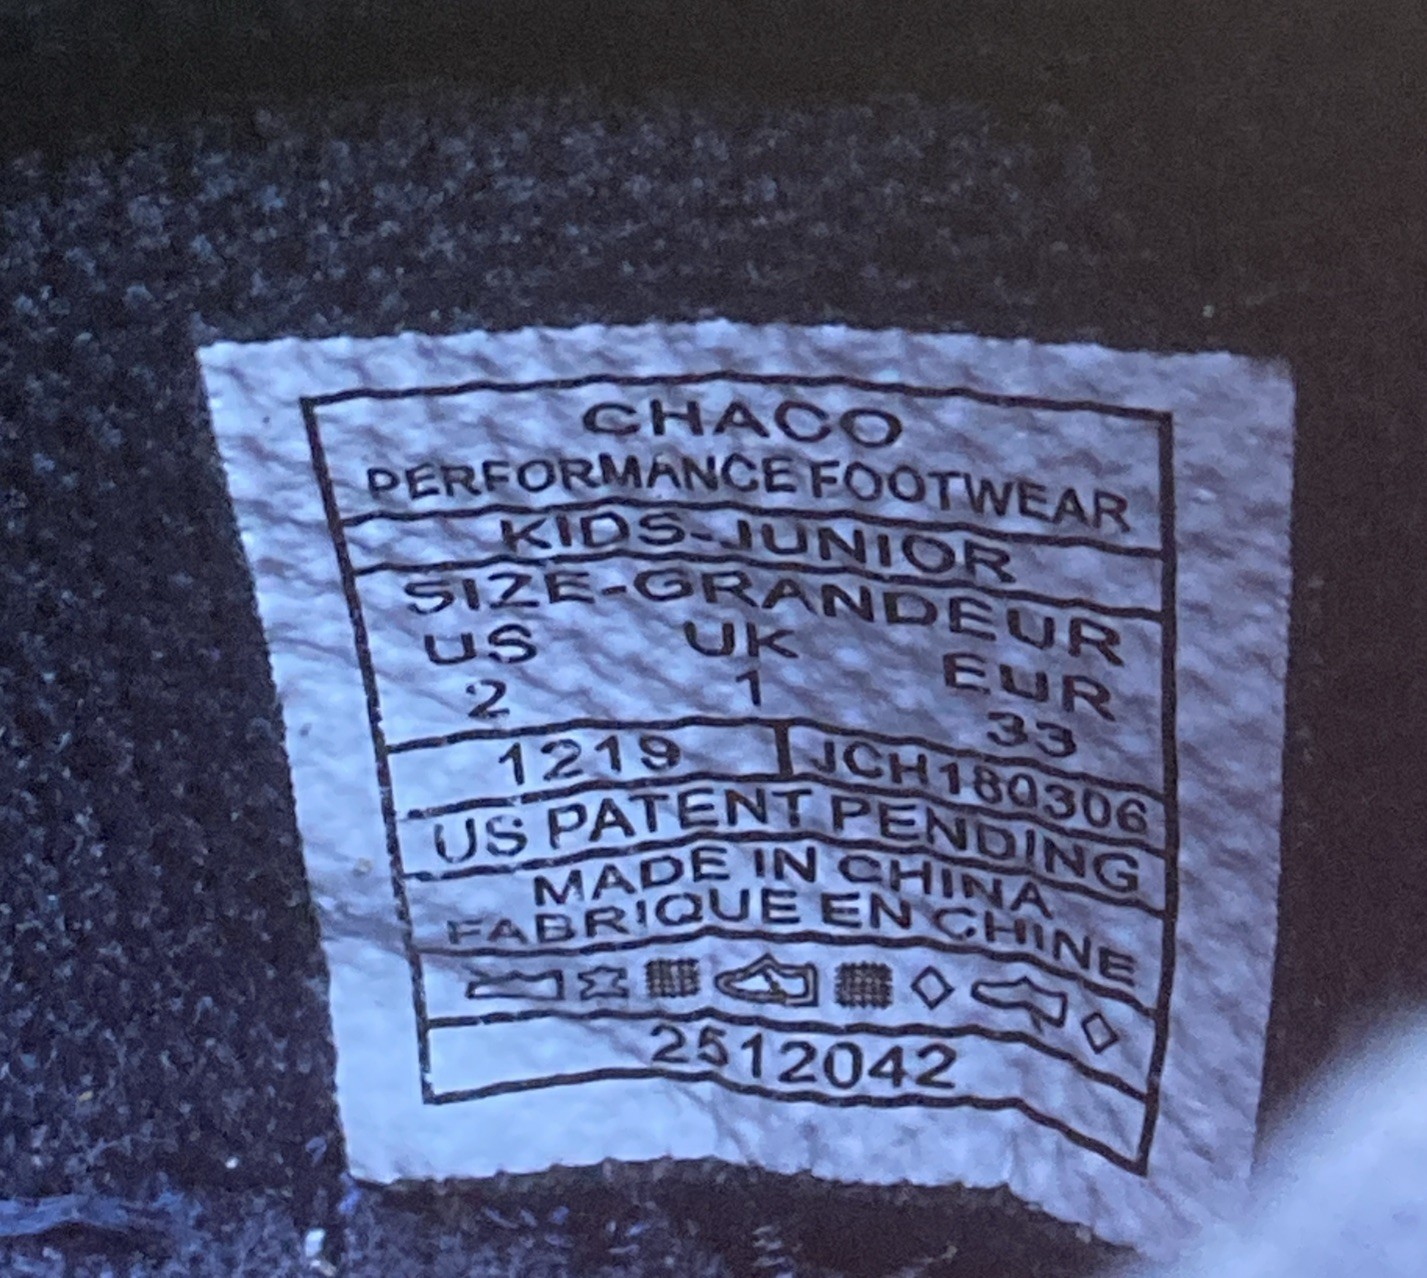 CHACO
PERFORMANCE FOOTWEAR
KIDS-JUNIOR
SIZE-GRANDEUR
US UK EUR
2 1 33
1219 JCH180306
US PATENT PENDING
MADE IN CHINA
FABRIQUE EN CHINE
2512042